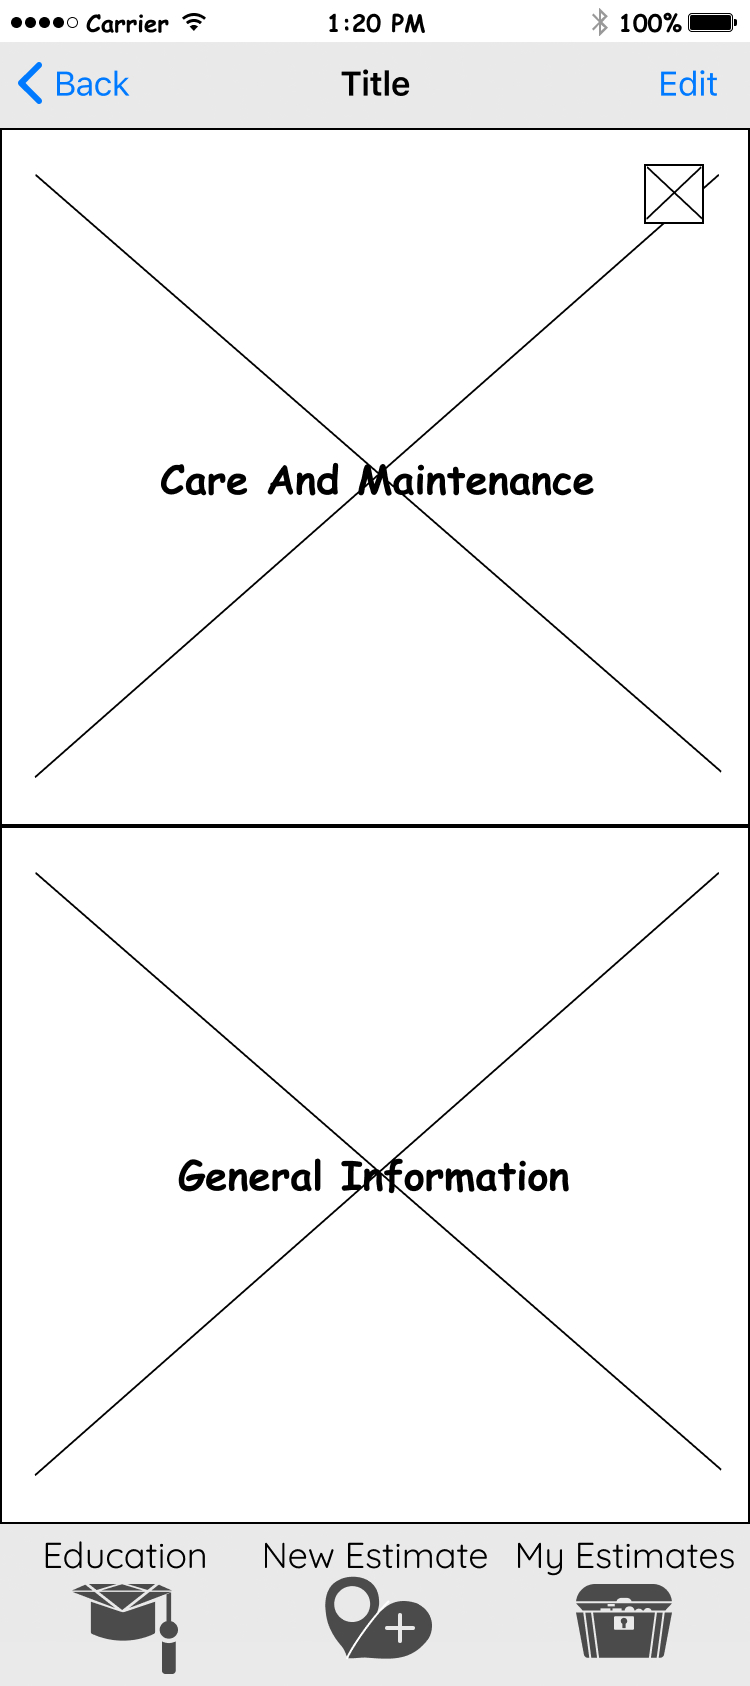 Carrier 1:20 PM 100%
Back Title Edit
Care And Maintenance
General Information
Education New Estimate My Estimates